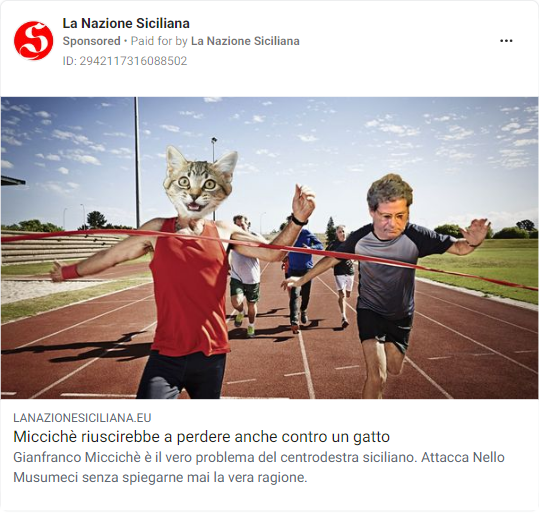 La Nazione Siciliana
Sponsored • Paid for by La Nazione Siciliana
ID: 2942117316088502
LANAZIONESICILIANA.EU
Miccichè riuscirebbe a perdere anche contro un gatto
Gianfranco Miccichè è il vero problema del centrodestra siciliano. Attacca Nello
Musumeci senza spiegarne mai la vera ragione.